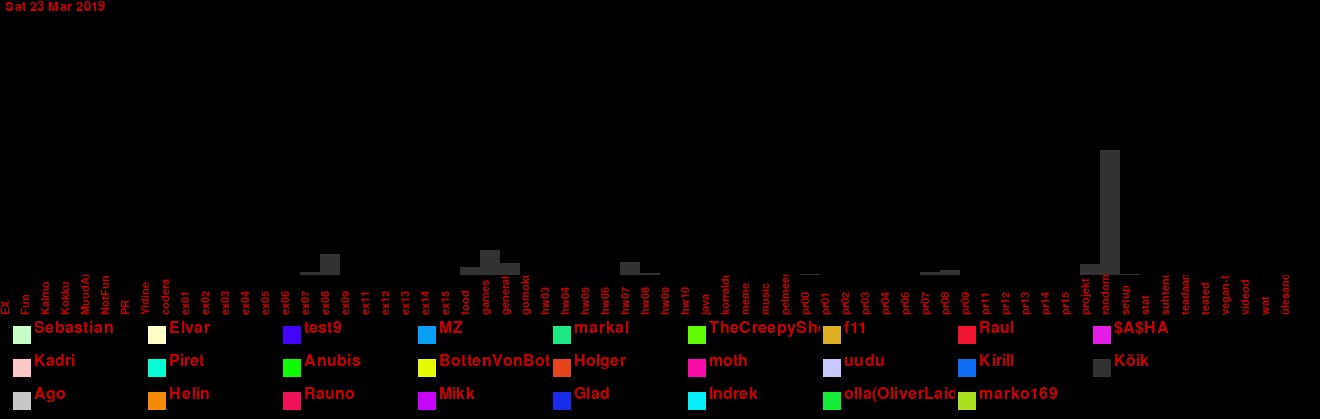 Sat 23 Mar 2019
EX Fun Kalmo Kokku MuudAi NotFun PR Yldine codera ex01 ex02 ex03 ex04 ex05 ex06 ex07 ex08 ex09 ex11 ex12 ex13 ex14 ex15 food games general gomoku hw03 hw04 hw05 hw06 hw07 hw08 hw09 hw10 java korraldu meme music pelmeen pr00 pr01 pr02 pr03 pr04 pr06 pr07 pr08 pr09 pr11 pr12 pr13 pr14 pr15 projekt random setup stat suhtenu teadaan teated vegan-t videod wat ülesand
Sebastian Elvar test9 MZ markal TheCreepySh f11 Raul $A$HA
Kadri Piret Anubis BottenVonBot Holger moth uudu Kirill Kõik
Ago Helin Rauno Mikk Glad Indrek olla(OliverLaid marko169